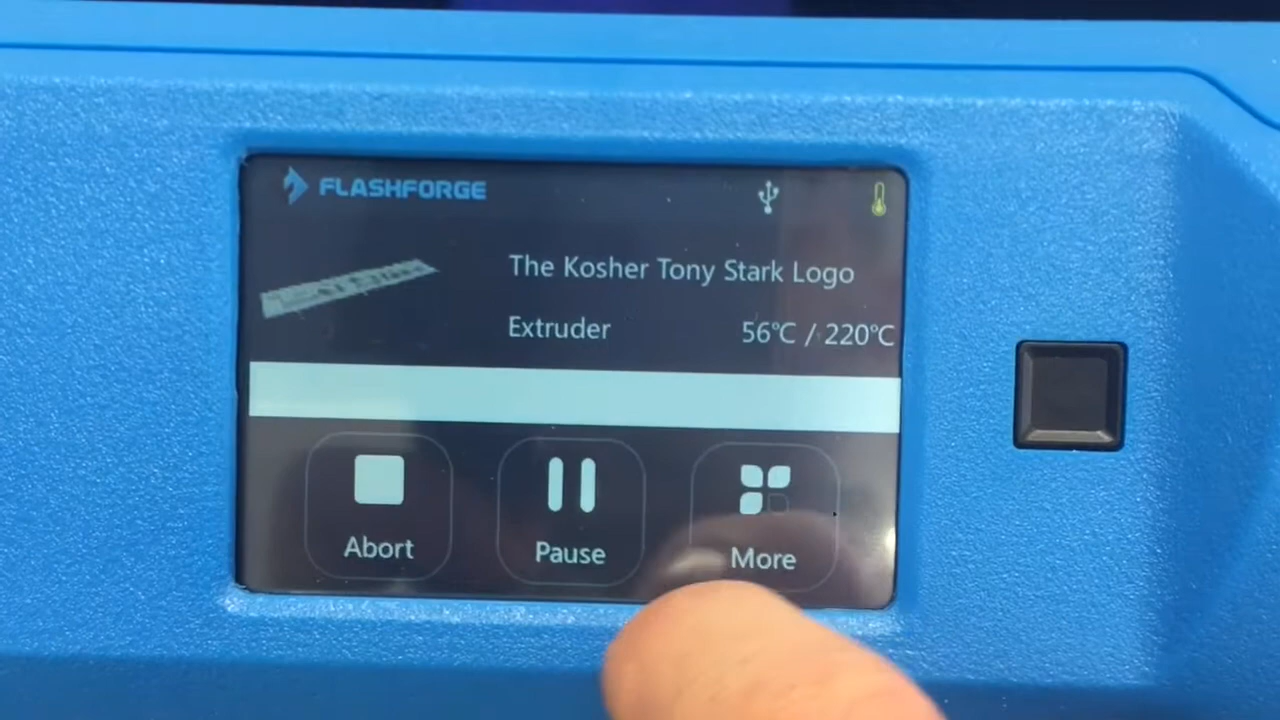 FLASHFORGE
The Kosher Tony Stark Logo
Extruder 56℃ / 220℃
Abort Pause More